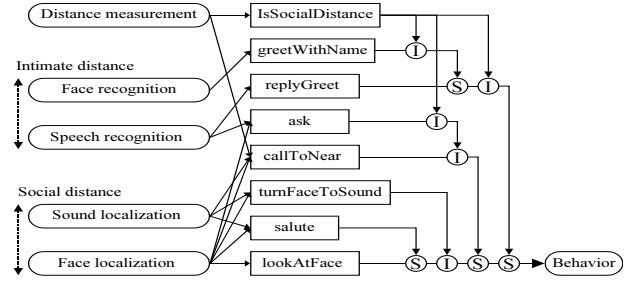 Distance measurement
IsSocialDistance
greetWithName
I
Intimate distance
Face recognition
replyGreet
S
I
Speech recognition
ask
I
callToNear
I
Social distance
turnFaceToSound
Sound localization
salute
Face localization
lookAtFace
S
I
S
S
Behavior